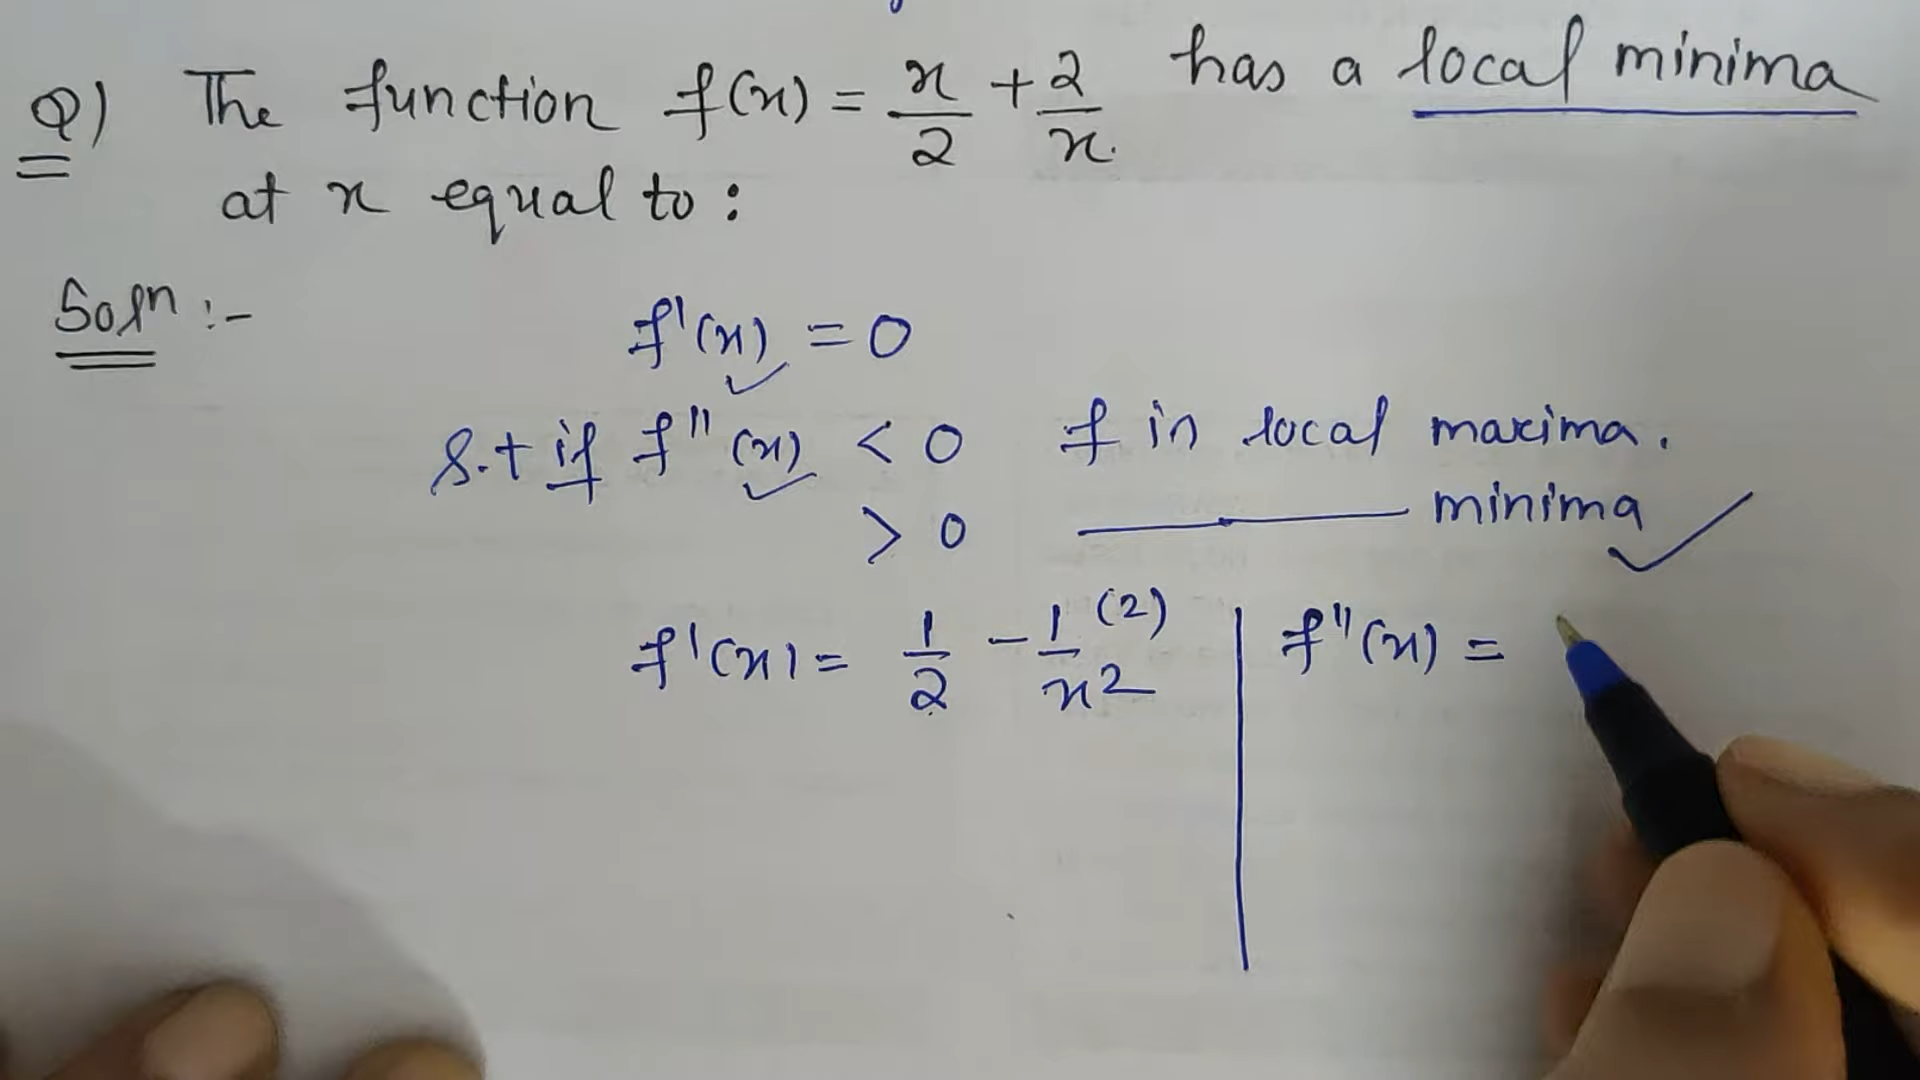 Q) The function f(x) = x/2 + 2/x has a local minima
at x equal to :
Soln :-
f'(x) = 0
s.t if f''(x) < 0 f in local maxima.
> 0 ——— minima
f'(x) = 1/2 - 1/x2 (2) | f''(x) =